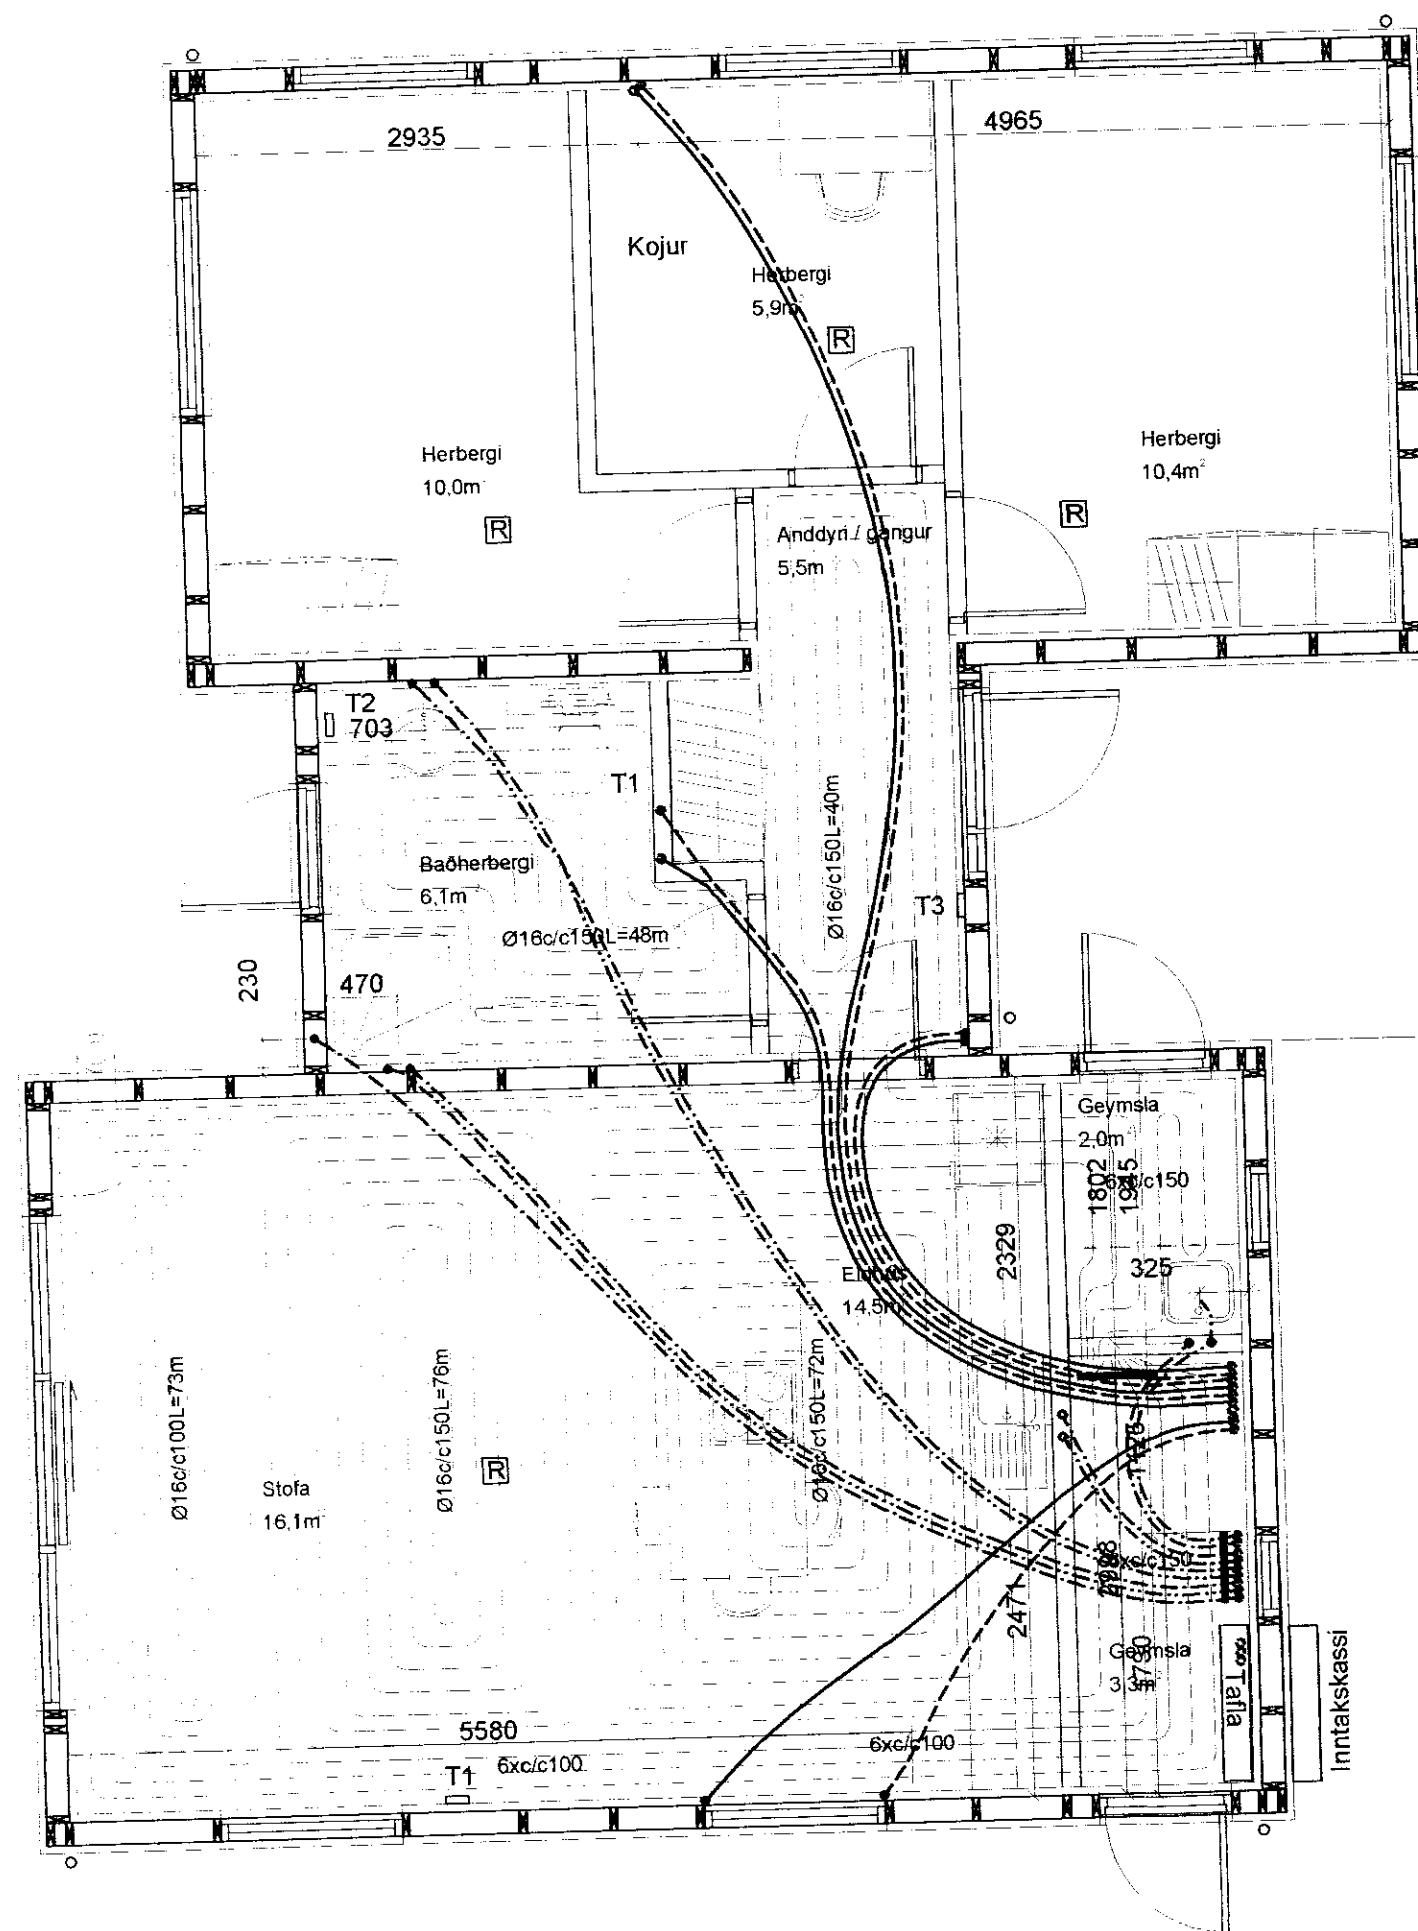 2935
4965
Kojur
Herbergi
5,9m²
R
Herbergi
10,0m
R
Herbergi
10,4m²
R
Anddyri / gangur
5,5m
T2
703
T1
Baðherbergi
6,1m
Ø16c/c150L=48m
Ø16c/c150L=40m
T3
230
470
Geymsla
2,0m
1802
1945
6xc/c150
2329
325
Eldhús
14,5m
Ø16c/c100L=73m
Ø16c/c150L=76m
Ø16c/c150L=72m
R
Stofa
16,1m
6xc/c150
2471
Geymsla
3,3m
Tafla
Inntakskassi
5580
6xc/c100
6xc/c100
T1